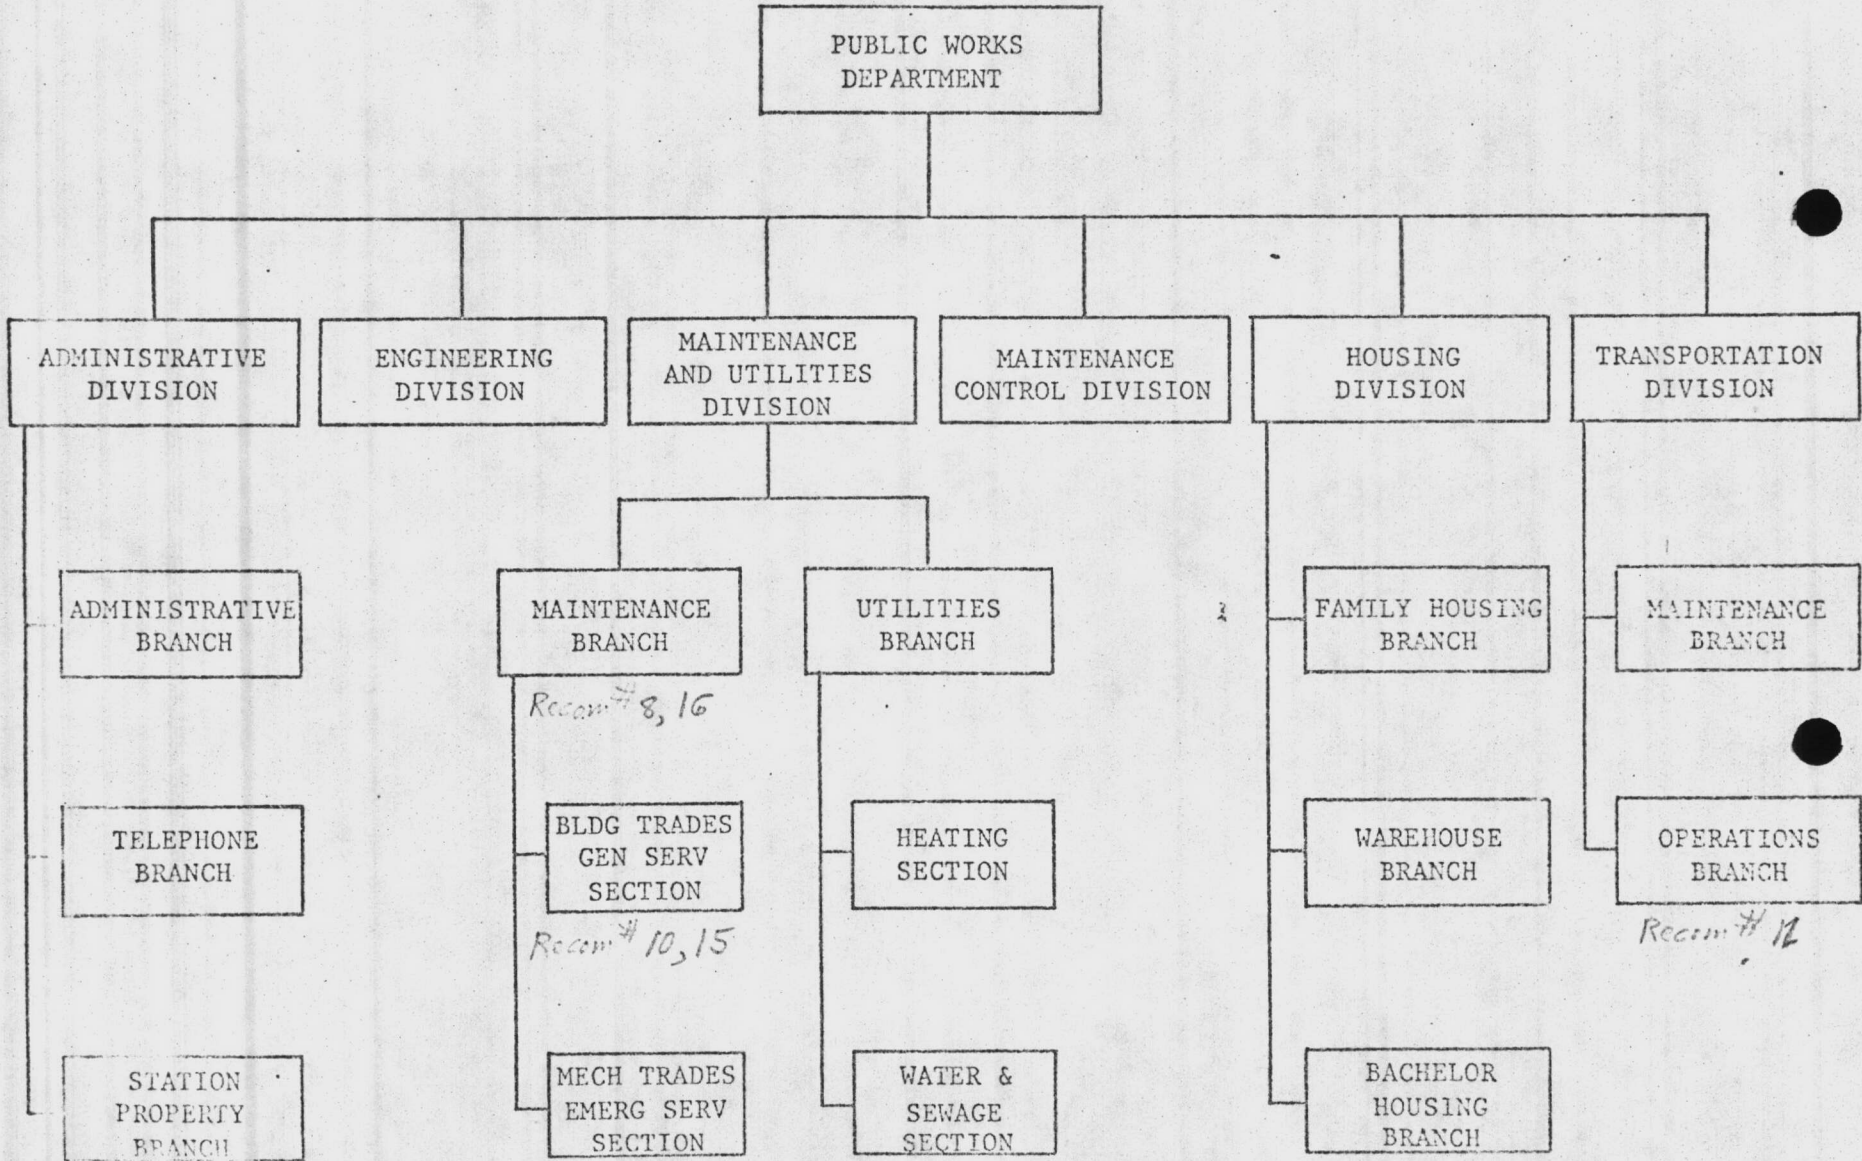 PUBLIC WORKS
DEPARTMENT
ADMINISTRATIVE
DIVISION
ENGINEERING
DIVISION
MAINTENANCE
AND UTILITIES
DIVISION
MAINTENANCE
CONTROL DIVISION
HOUSING
DIVISION
TRANSPORTATION
DIVISION
ADMINISTRATIVE
BRANCH
MAINTENANCE
BRANCH
UTILITIES
BRANCH
FAMILY HOUSING
BRANCH
MAINTENANCE
BRANCH
Recom # 8, 16
TELEPHONE
BRANCH
BLDG TRADES
GEN SERV
SECTION
HEATING
SECTION
WAREHOUSE
BRANCH
OPERATIONS
BRANCH
Recom # 10, 15
Recom #
STATION
PROPERTY
BRANCH
MECH TRADES
EMERG SERV
SECTION
WATER &
SEWAGE
SECTION
BACHELOR
HOUSING
BRANCH